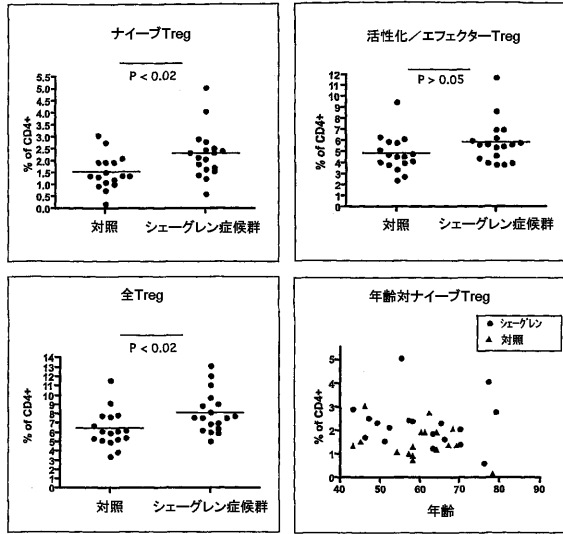 ナイーブTreg
P < 0.02
% of CD4+
5.5
5.0
4.5
4.0
3.5
3.0
2.5
2.0
1.5
1.0
0.5
0.0
対照
シェーグレン症候群
活性化／エフェクターTreg
P > 0.05
% of CD4+
12
11
10
9
8
7
6
5
4
3
2
1
0
対照
シェーグレン症候群
全Treg
P < 0.02
% of CD4+
14
13
12
11
10
9
8
7
6
5
4
3
2
1
0
対照
シェーグレン症候群
年齢対ナイーブTreg
● シェーグレン
▲ 対照
% of CD4+
5
4
3
2
1
0
40 50 60 70 80 90
年齢